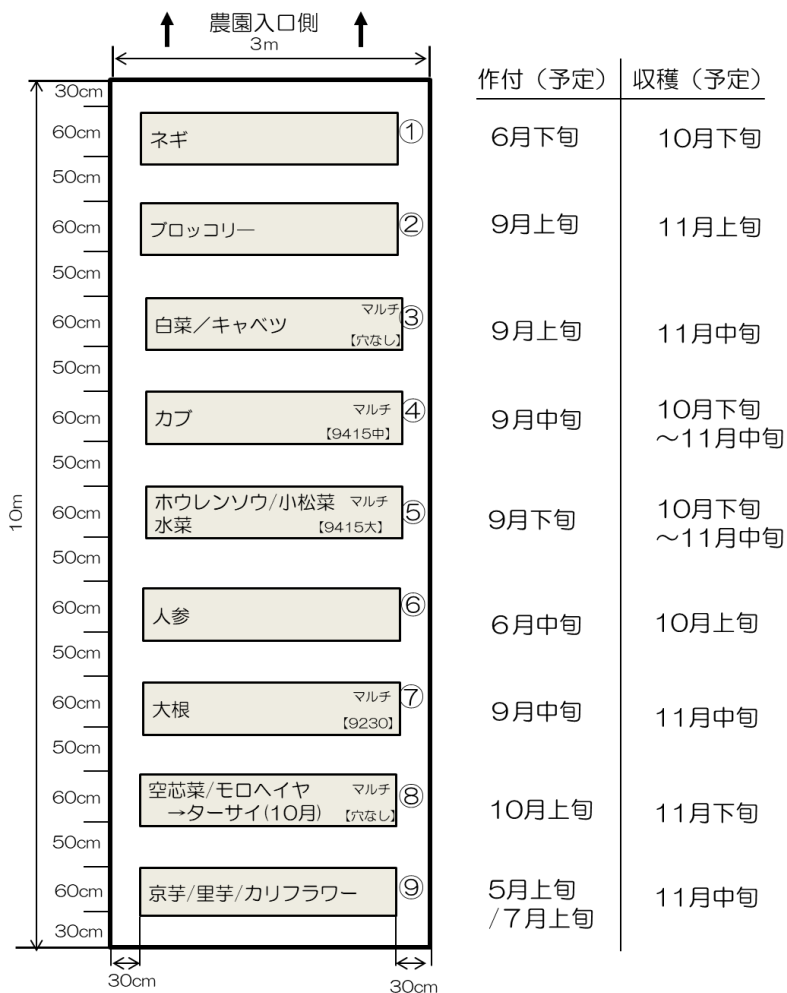 農園入口側
3m
作付（予定）
収穫（予定）
30cm
60cm
ネギ
①
6月下旬
10月下旬
50cm
60cm
ブロッコリー
②
9月上旬
11月上旬
50cm
60cm
白菜／キャベツ
マルチ
【穴なし】
③
9月上旬
11月中旬
50cm
60cm
カブ
マルチ
【9415中】
④
9月中旬
10月下旬
～11月中旬
50cm
60cm
ホウレンソウ/小松菜
水菜
マルチ
【9415大】
⑤
9月下旬
10月下旬
～11月中旬
10m
50cm
60cm
人参
⑥
6月中旬
10月上旬
50cm
60cm
大根
マルチ
【9230】
⑦
9月中旬
11月中旬
50cm
60cm
空芯菜/モロヘイヤ
→ターサイ(10月)
マルチ
【穴なし】
⑧
10月上旬
11月下旬
50cm
60cm
京芋/里芋/カリフラワー
⑨
5月上旬
/7月上旬
11月中旬
30cm
30cm
30cm